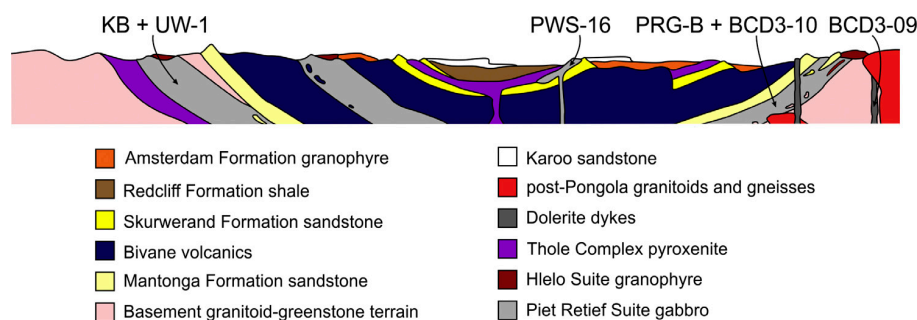 KB + UW-1
PWS-16
PRG-B + BCD3-10
BCD3-09
Amsterdam Formation granophyre
Redcliff Formation shale
Skurwerand Formation sandstone
Bivane volcanics
Mantonga Formation sandstone
Basement granitoid-greenstone terrain
Karoo sandstone
post-Pongola granitoids and gneisses
Dolerite dykes
Thole Complex pyroxenite
Hlelo Suite granophyre
Piet Retief Suite gabbro